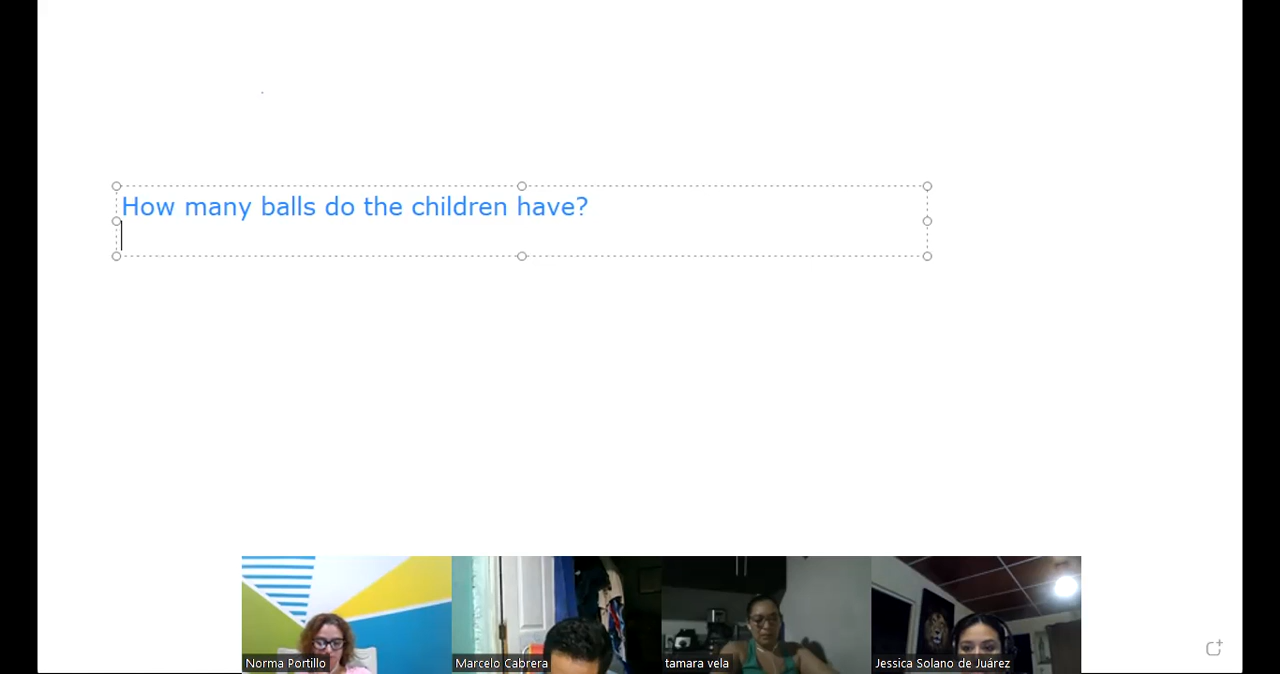 How many balls do the children have?
Norma Portillo
Marcelo Cabrera
tamara vela
Jessica Solano de Juárez